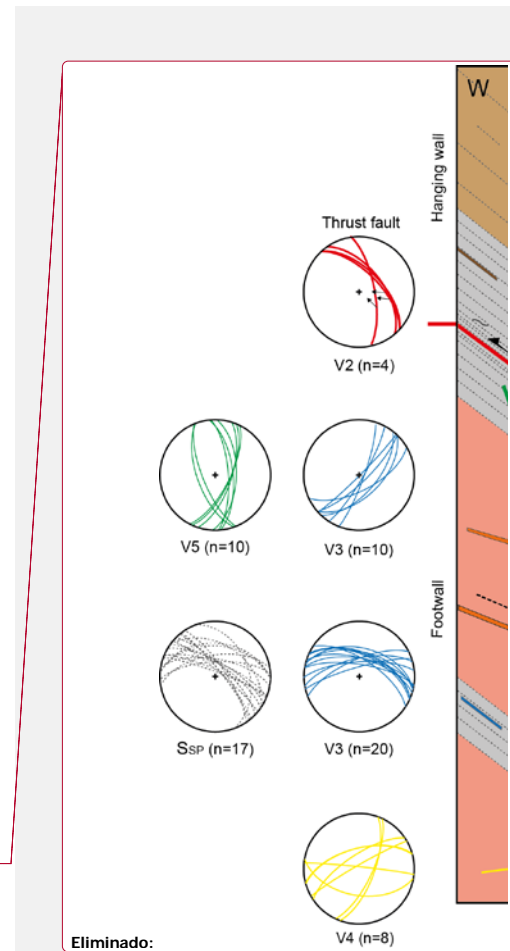 W
Hanging wall
Thrust fault
V2 (n=4)
V5 (n=10)
V3 (n=10)
Footwall
SSP (n=17)
V3 (n=20)
V4 (n=8)
Eliminado: